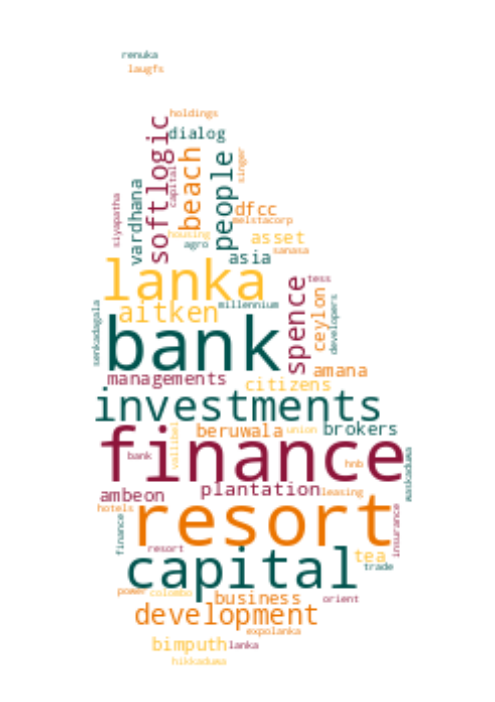 renuka
laugfs
holdings
softlogic
dialog
capital
beach
people
singer
vardhana
siyapatha
dfcc
melstacorp
housing
agro
asset
sanasa
asia
lanka
tess
spence
ceylon
developers
aitken
millennium
senkadagala
bank
amana
managements
citizens
investments
beruwala
union
brokers
vallibel
finance
bank
hnb
waskaduwa
plantation
leasing
ambeon
hotels
resort
insurance
finance
resort
tea
trade
capital
power
colombo
business
orient
development
expolanka
bimputh
lanka
hikkaduwa